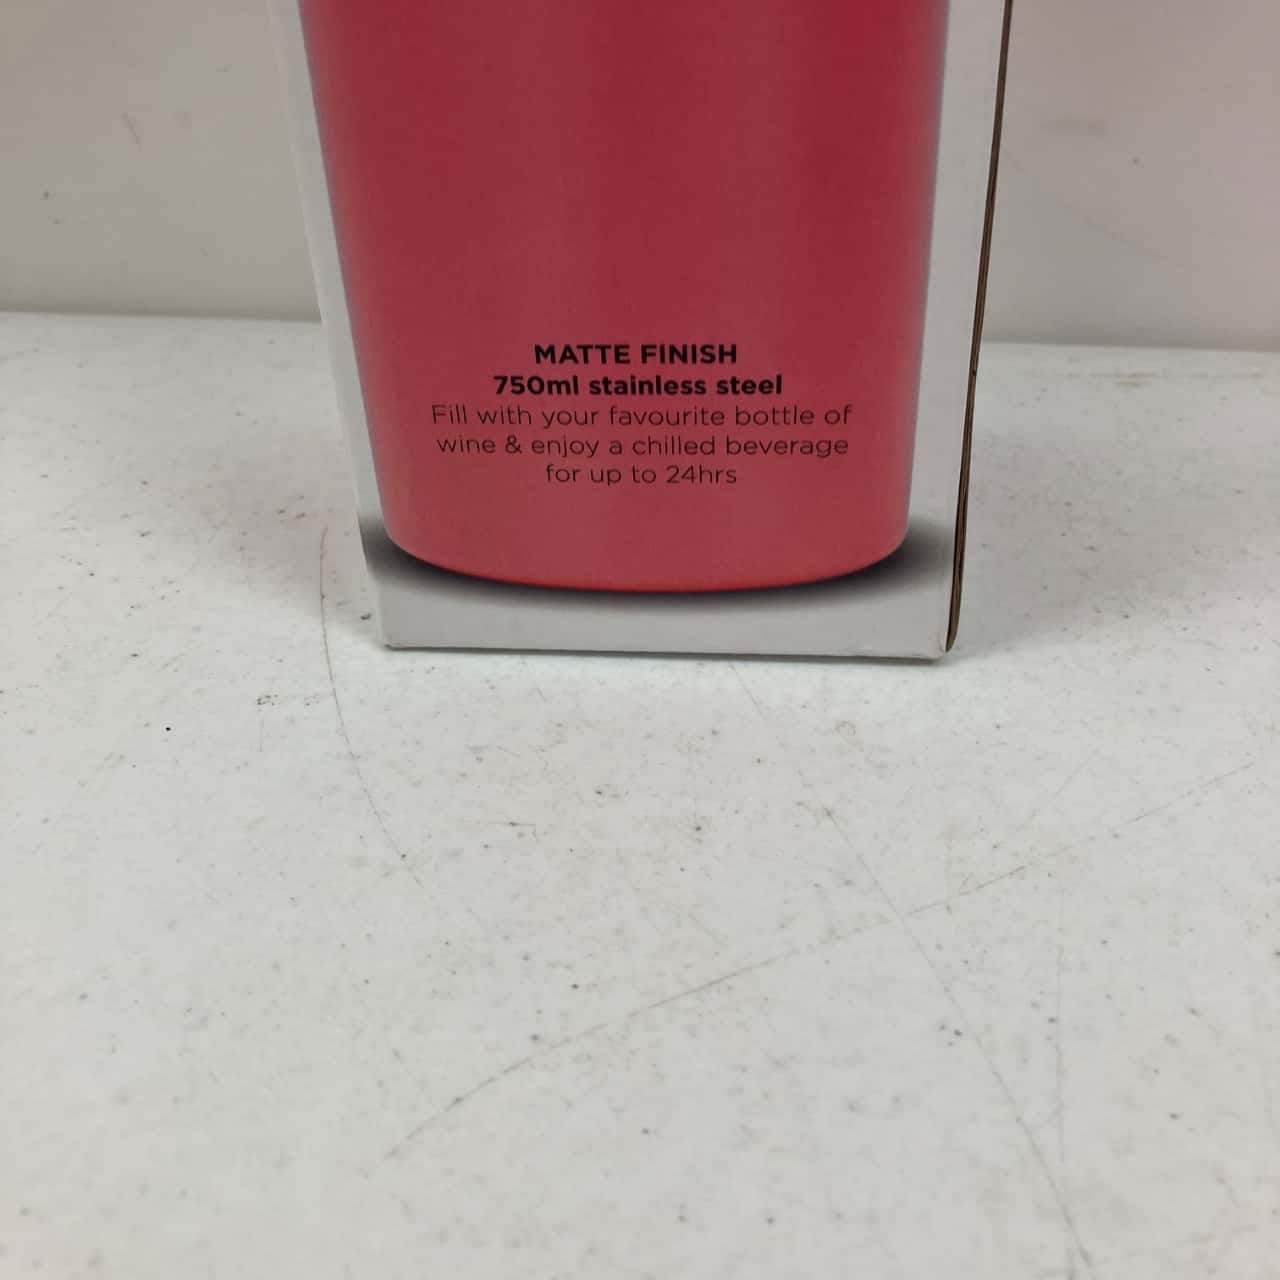 MATTE FINISH
750ml stainless steel
Fill with your favourite bottle of
wine & enjoy a chilled beverage
for up to 24hrs